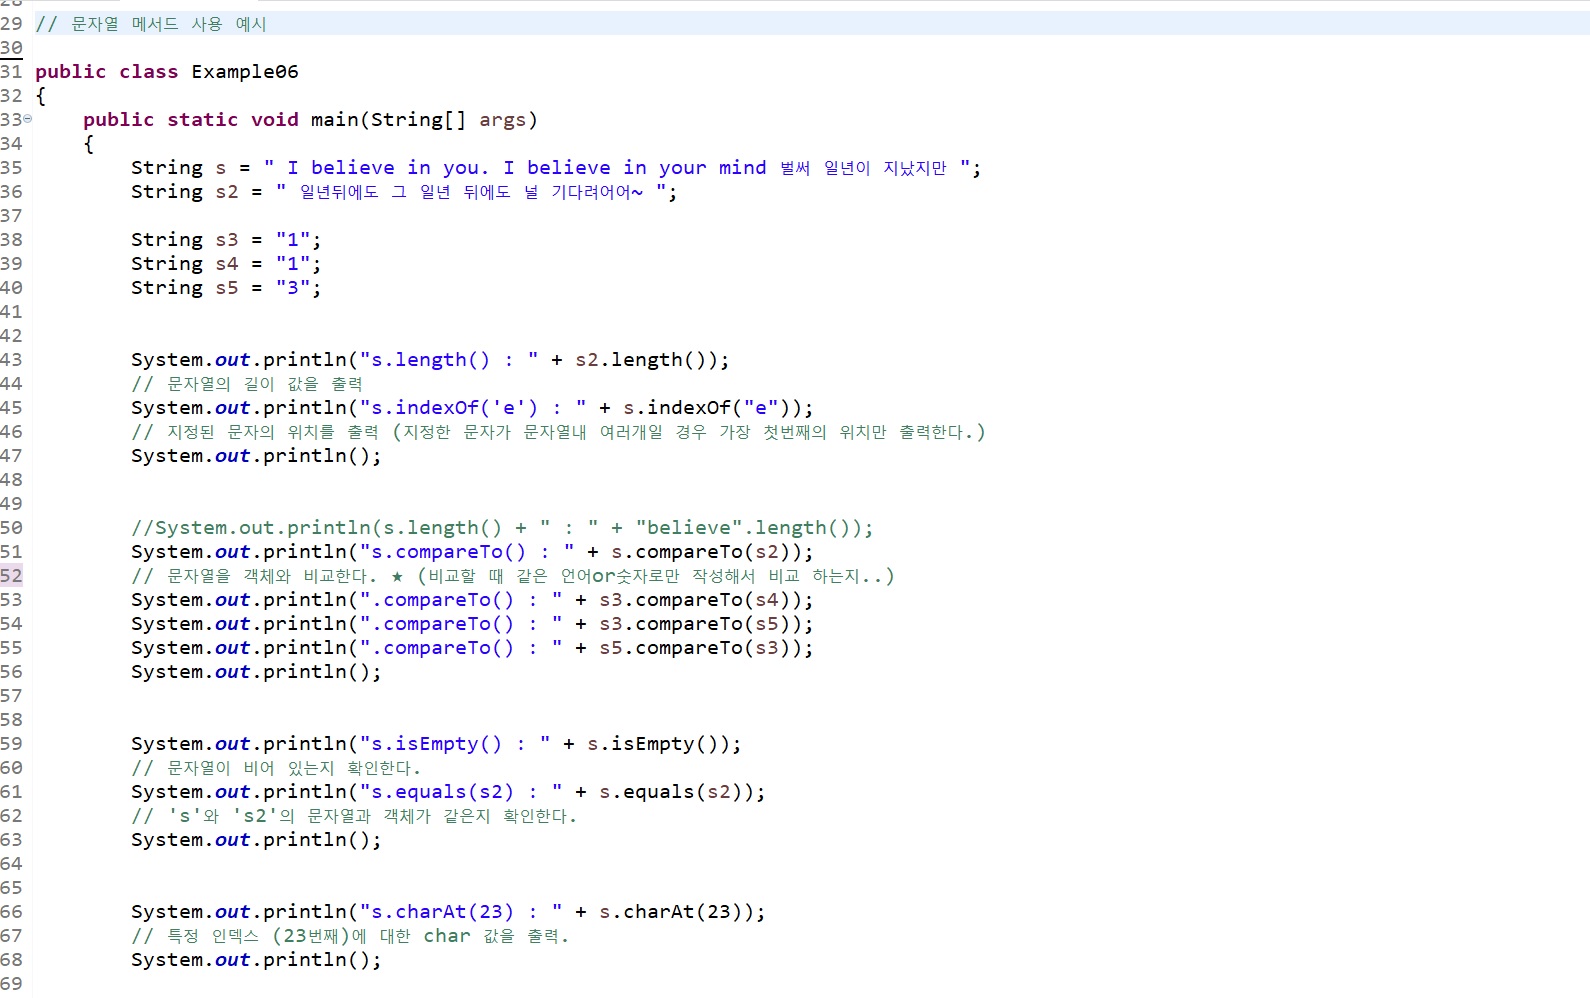 29 // 문자열 메서드 사용 예시
30
31 public class Example06
32 {
33 public static void main(String[] args)
34 {
35 String s = " I believe in you. I believe in your mind 벌써 일년이 지났지만 ";
36 String s2 = " 일년뒤에도 그 일년 뒤에도 널 기다려어어~ ";
37
38 String s3 = "1";
39 String s4 = "1";
40 String s5 = "3";
41
42
43 System.out.println("s.length() : " + s2.length());
44 // 문자열의 길이 값을 출력
45 System.out.println("s.indexOf('e') : " + s.indexOf("e"));
46 // 지정된 문자의 위치를 출력 (지정한 문자가 문자열내 여러개일 경우 가장 첫번째의 위치만 출력한다.)
47 System.out.println();
48
49
50 //System.out.println(s.length() + " : " + "believe".length());
51 System.out.println("s.compareTo() : " + s.compareTo(s2));
52 // 문자열을 객체와 비교한다. ★ (비교할 때 같은 언어or숫자로만 작성해서 비교 하는지..)
53 System.out.println(".compareTo() : " + s3.compareTo(s4));
54 System.out.println(".compareTo() : " + s3.compareTo(s5));
55 System.out.println(".compareTo() : " + s5.compareTo(s3));
56 System.out.println();
57
58
59 System.out.println("s.isEmpty() : " + s.isEmpty());
60 // 문자열이 비어 있는지 확인한다.
61 System.out.println("s.equals(s2) : " + s.equals(s2));
62 // 's'와 's2'의 문자열과 객체가 같은지 확인한다.
63 System.out.println();
64
65
66 System.out.println("s.charAt(23) : " + s.charAt(23));
67 // 특정 인덱스 (23번째)에 대한 char 값을 출력.
68 System.out.println();
69